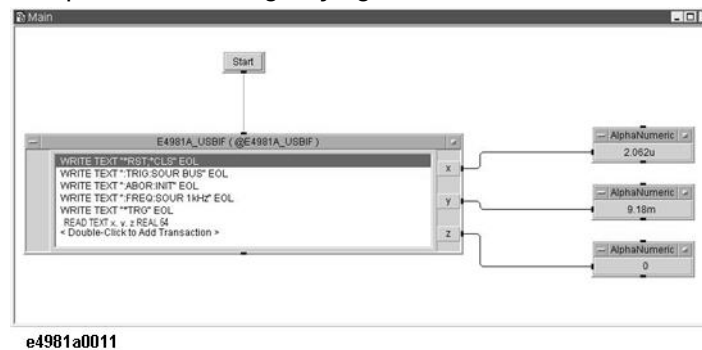 Main
Start
E4981A_USBIF ( @E4981A_USBIF )
WRITE TEXT "*RST;*CLS" EOL
WRITE TEXT ":TRIG:SOUR BUS" EOL
WRITE TEXT ":ABOR:INIT" EOL
WRITE TEXT ":FREQ:SOUR 1kHz" EOL
WRITE TEXT "*TRG" EOL
READ TEXT x, y, z REAL 64
< Double-Click to Add Transaction >
x
y
z
AlphaNumeric
2.062u
AlphaNumeric
9.18m
AlphaNumeric
0
e4981a0011